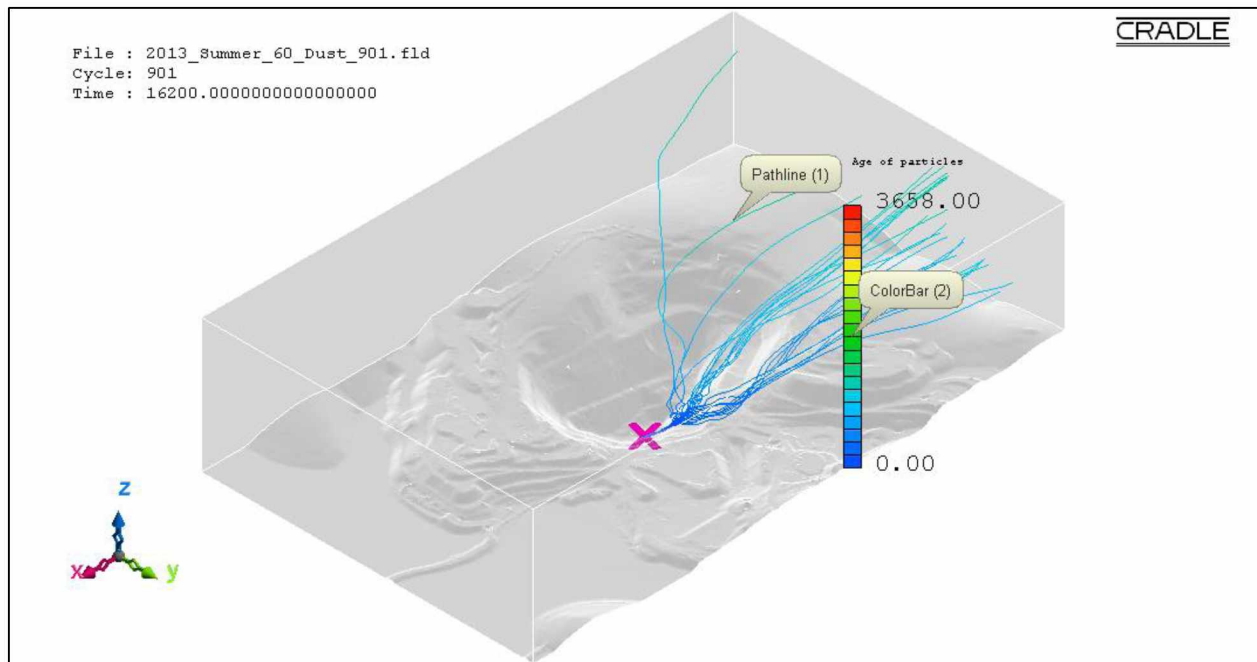 CRADLE
File : 2013_Summer_60_Dust_901.fld
Cycle: 901
Time : 16200.0000000000000000
Age of particles
Pathline (1)
3658.00
ColorBar (2)
0.00
z
x
y